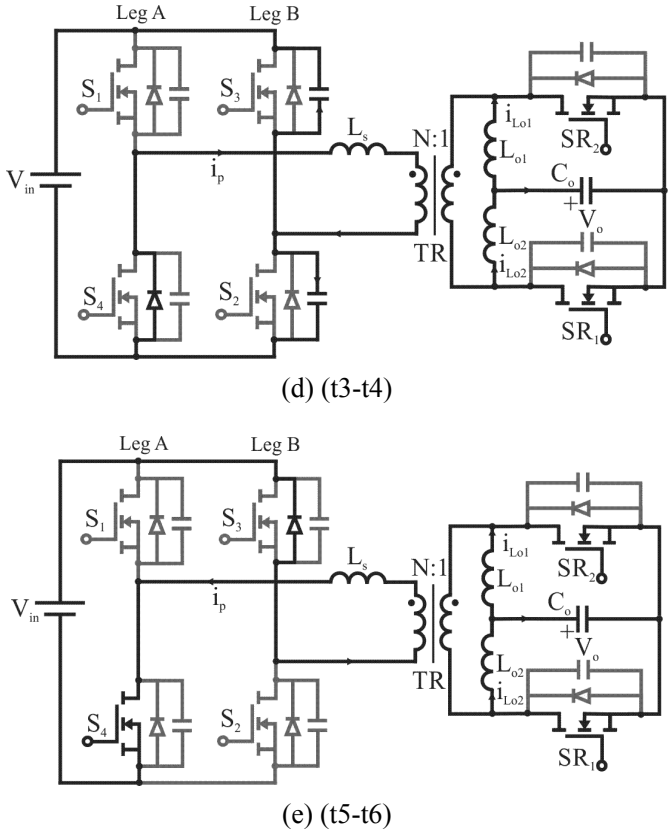 Leg A Leg B
S1 S3
Ls N:1
iLo1
Lo1
SR2
Vin
ip
Co
+ Vo
Lo2
iLo2
S4 S2
TR
SR1
(d) (t3-t4)
Leg A Leg B
S1 S3
Ls N:1
iLo1
Lo1
SR2
Vin
ip
Co
+ Vo
Lo2
iLo2
S4 S2
TR
SR1
(e) (t5-t6)